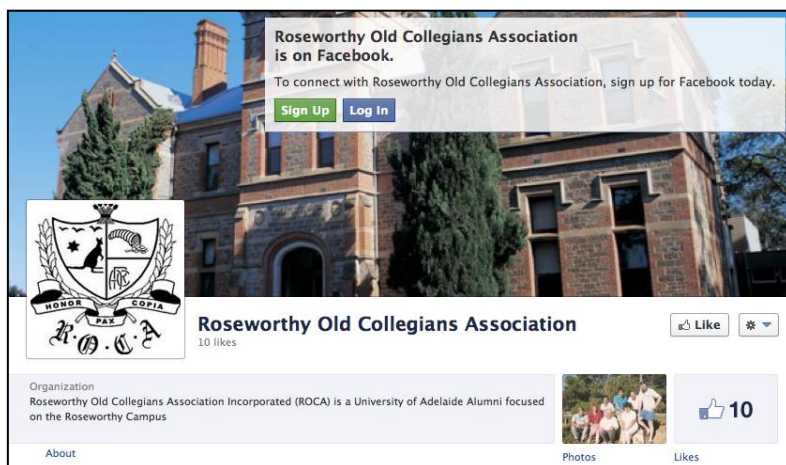 Roseworthy Old Collegians Association
is on Facebook.
To connect with Roseworthy Old Collegians Association, sign up for Facebook today.
Sign Up Log In
HONOR PAX COPIA
R.O.C.A
Roseworthy Old Collegians Association
10 likes
Like
Organization
Roseworthy Old Collegians Association Incorporated (ROCA) is a University of Adelaide Alumni focused
on the Roseworthy Campus
10
About
Photos
Likes